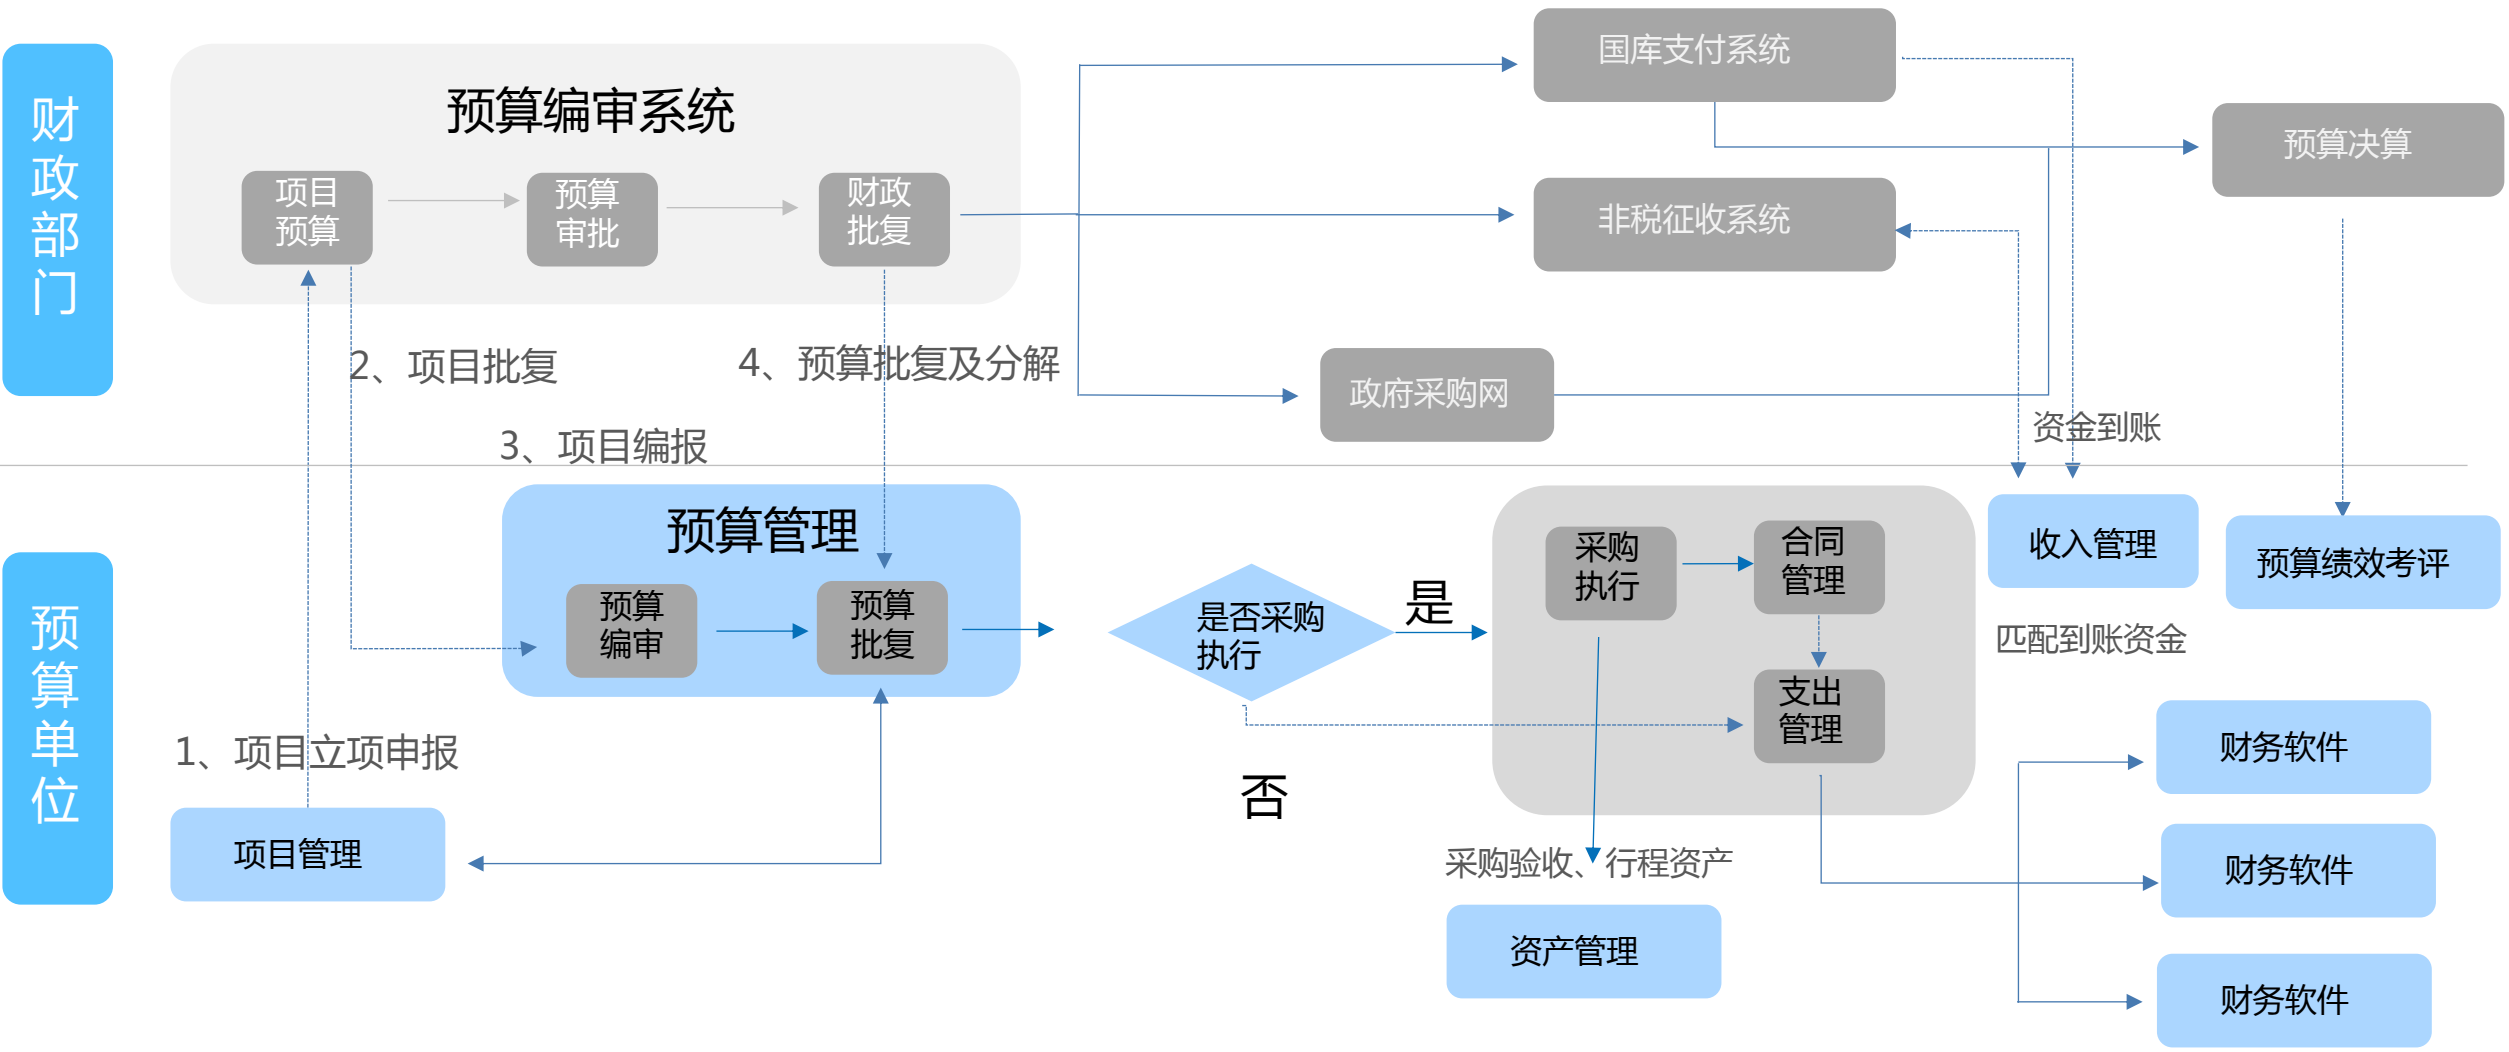 财
政
部
门
预算编审系统
项目
预算
预算
审批
财政
批复
国库支付系统
非税征收系统
政府采购网
预算决算
2、项目批复
4、预算批复及分解
3、项目编报
资金到账
预
算
单
位
预算管理
预算
编审
预算
批复
是否采购
执行
是
否
采购
执行
合同
管理
支出
管理
收入管理
预算绩效考评
匹配到账资金
1、项目立项申报
项目管理
采购验收、行程资产
资产管理
财务软件
财务软件
财务软件